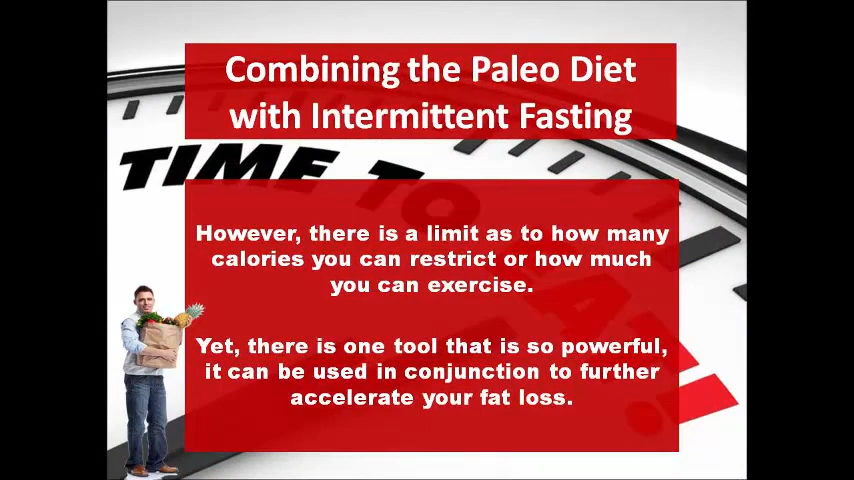 Combining the Paleo Diet
with Intermittent Fasting
TIME TO
EAT!
However, there is a limit as to how many
calories you can restrict or how much
you can exercise.
Yet, there is one tool that is so powerful,
it can be used in conjunction to further
accelerate your fat loss.